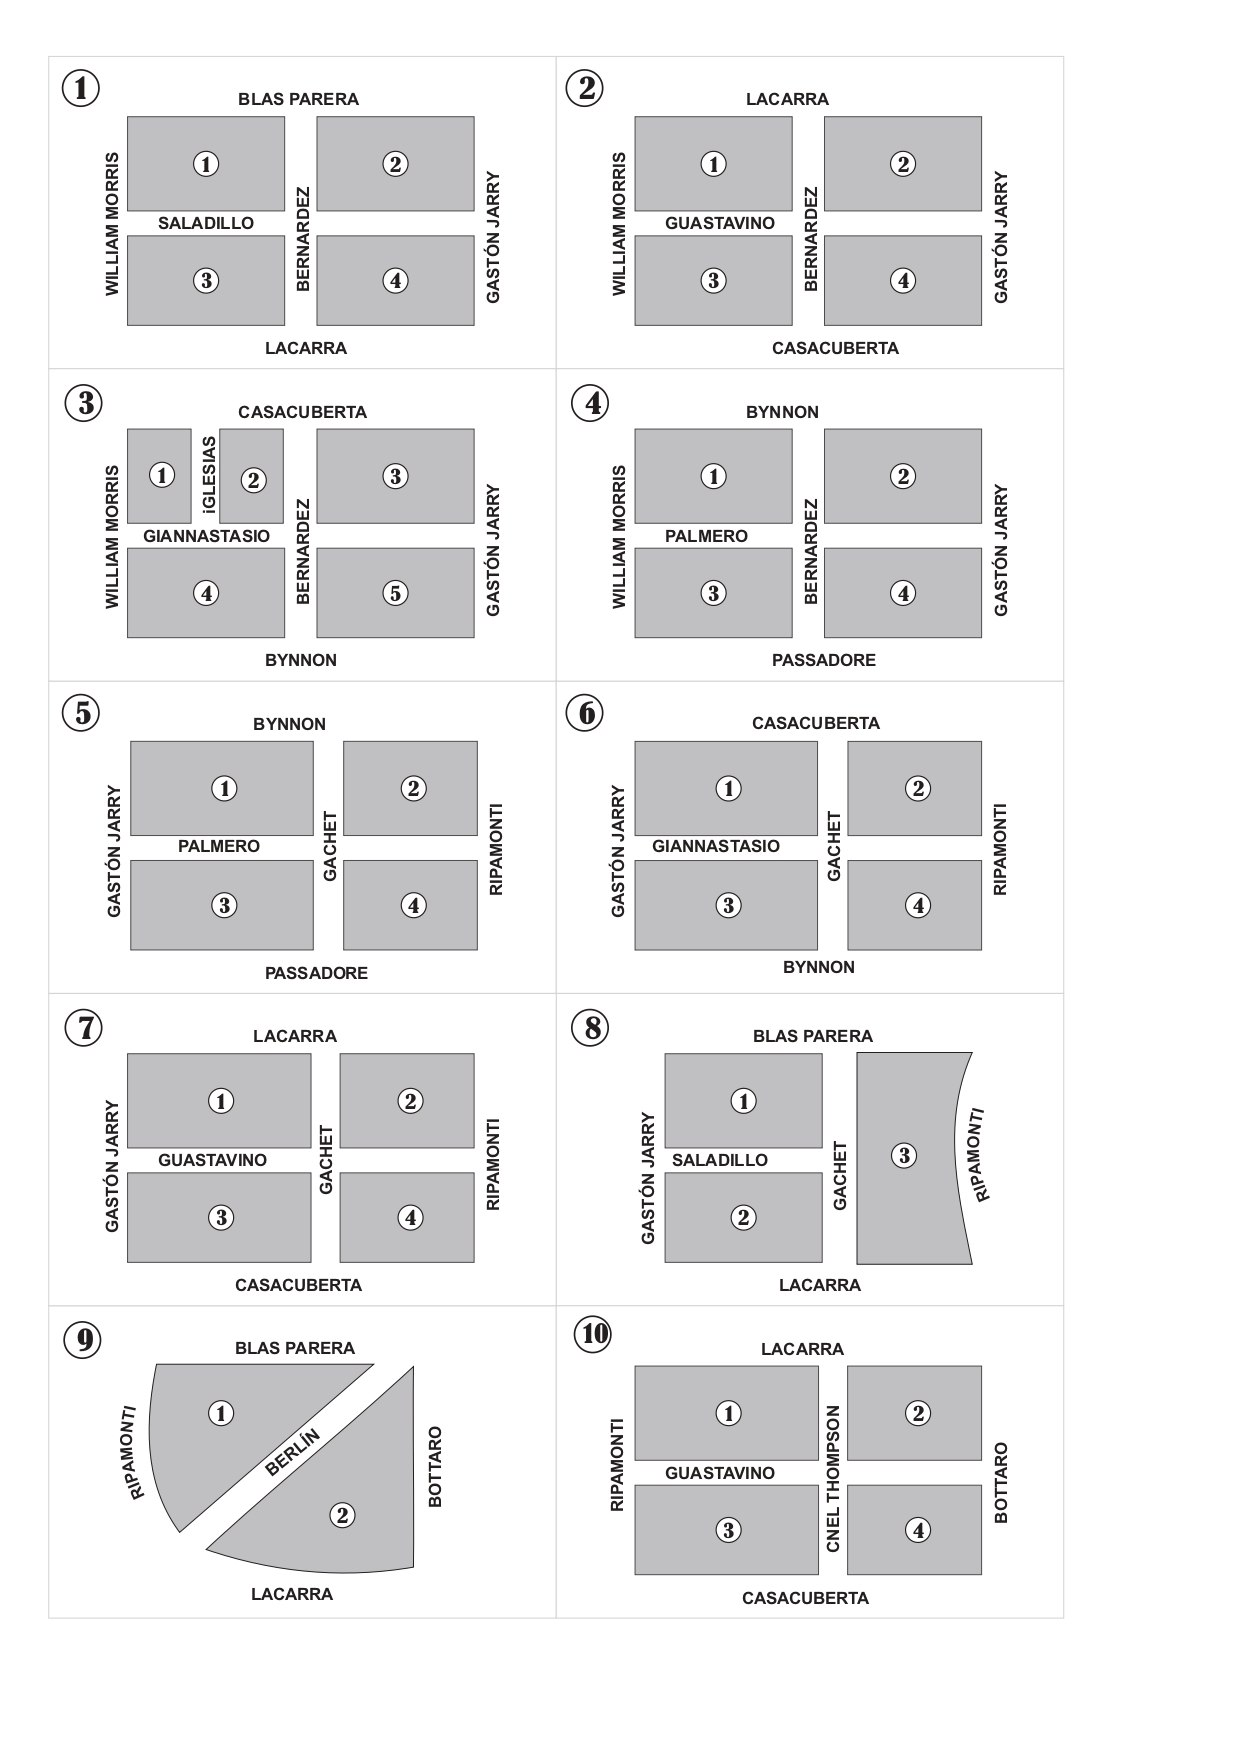 1
BLAS PARERA
WILLIAM MORRIS
1
2
SALADILLO
BERNARDEZ
GASTÓN JARRY
3
4
LACARRA
2
LACARRA
WILLIAM MORRIS
1
2
GUASTAVINO
BERNARDEZ
GASTÓN JARRY
3
4
CASACUBERTA
3
CASACUBERTA
WILLIAM MORRIS
1
iGLESIAS
2
3
GIANNASTASIO
BERNARDEZ
GASTÓN JARRY
4
5
BYNNON
4
BYNNON
WILLIAM MORRIS
1
2
PALMERO
BERNARDEZ
GASTÓN JARRY
3
4
PASSADORE
5
BYNNON
GASTÓN JARRY
1
2
PALMERO
GACHET
RIPAMONTI
3
4
PASSADORE
6
CASACUBERTA
GASTÓN JARRY
1
2
GIANNASTASIO
GACHET
RIPAMONTI
3
4
BYNNON
7
LACARRA
GASTÓN JARRY
1
2
GUASTAVINO
GACHET
RIPAMONTI
3
4
CASACUBERTA
8
BLAS PARERA
GASTÓN JARRY
1
SALADILLO
GACHET
3
RIPAMONTI
2
LACARRA
9
BLAS PARERA
RIPAMONTI
1
BERLÍN
BOTTARO
2
LACARRA
10
LACARRA
RIPAMONTI
1
2
GUASTAVINO
CNEL THOMPSON
BOTTARO
3
4
CASACUBERTA